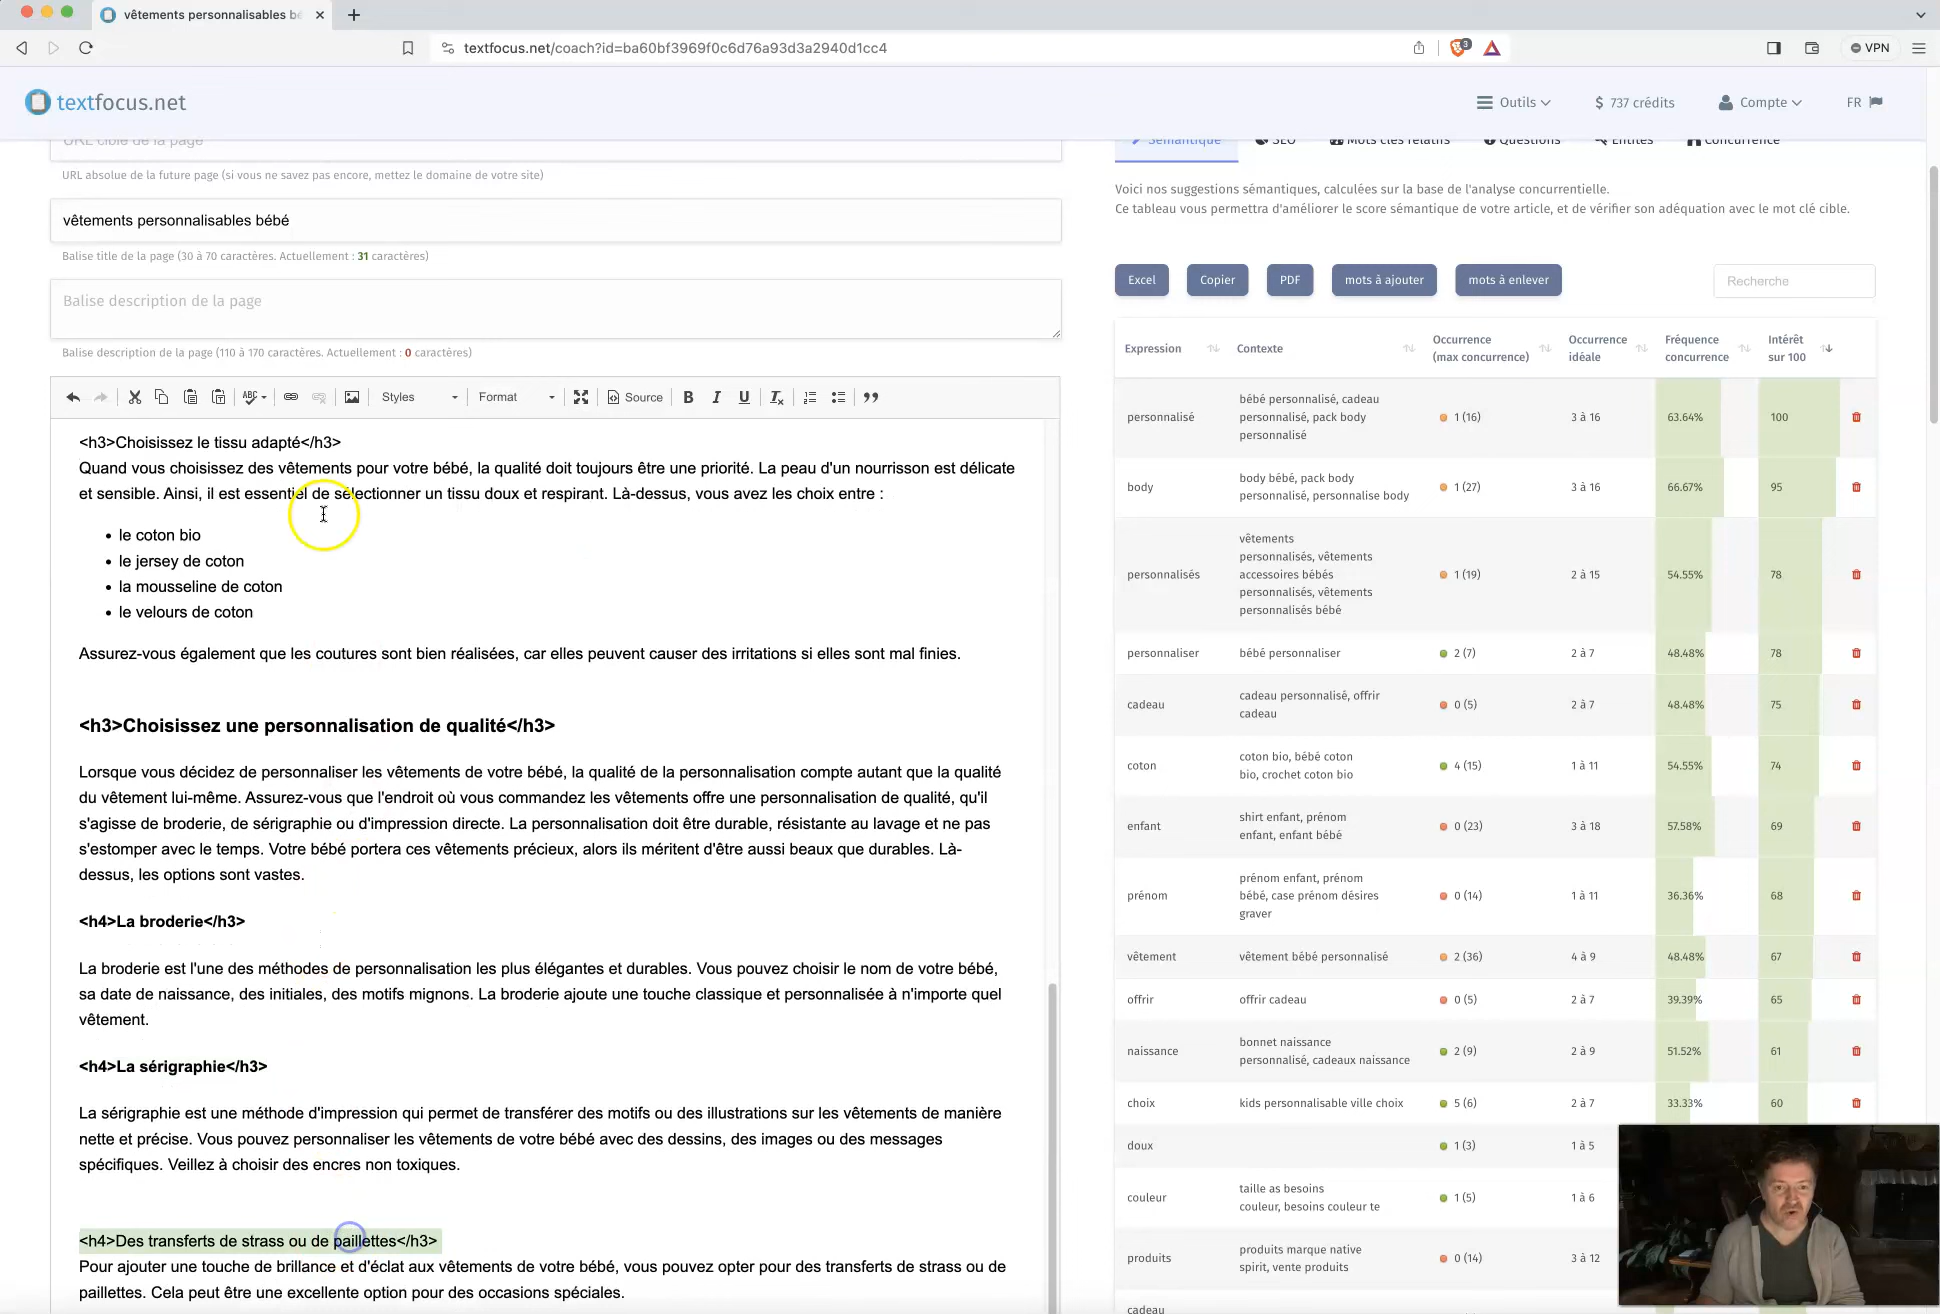 vêtements personnalisables bé
textfocus.net/coach?id=ba60bf3969f0c6d76a93d3a2940d1cc4
3
VPN
textfocus.net
Outils
$ 737 crédits
Compte
FR
URL cible de la page
URL absolue de la future page (si vous ne savez pas encore, mettez le domaine de votre site)
vêtements personnalisables bébé
Balise title de la page (30 à 70 caractères. Actuellement : 31 caractères)
Balise description de la page
Balise description de la page (110 à 170 caractères. Actuellement : 0 caractères)
ABC Styles Format Source B I U Tx
<h3>Choisissez le tissu adapté</h3>
Quand vous choisissez des vêtements pour votre bébé, la qualité doit toujours être une priorité. La peau d'un nourrisson est délicate
et sensible. Ainsi, il est essentiel de sélectionner un tissu doux et respirant. Là-dessus, vous avez les choix entre :
• le coton bio
• le jersey de coton
• la mousseline de coton
• le velours de coton
Assurez-vous également que les coutures sont bien réalisées, car elles peuvent causer des irritations si elles sont mal finies.
<h3>Choisissez une personnalisation de qualité</h3>
Lorsque vous décidez de personnaliser les vêtements de votre bébé, la qualité de la personnalisation compte autant que la qualité
du vêtement lui-même. Assurez-vous que l'endroit où vous commandez les vêtements offre une personnalisation de qualité, qu'il
s'agisse de broderie, de sérigraphie ou d'impression directe. La personnalisation doit être durable, résistante au lavage et ne pas
s'estomper avec le temps. Votre bébé portera ces vêtements précieux, alors ils méritent d'être aussi beaux que durables. Là-
dessus, les options sont vastes.
<h4>La broderie</h3>
La broderie est l'une des méthodes de personnalisation les plus élégantes et durables. Vous pouvez choisir le nom de votre bébé,
sa date de naissance, des initiales, des motifs mignons. La broderie ajoute une touche classique et personnalisée à n'importe quel
vêtement.
<h4>La sérigraphie</h3>
La sérigraphie est une méthode d'impression qui permet de transférer des motifs ou des illustrations sur les vêtements de manière
nette et précise. Vous pouvez personnaliser les vêtements de votre bébé avec des dessins, des images ou des messages
spécifiques. Veillez à choisir des encres non toxiques.
<h4>Des transferts de strass ou de paillettes</h3>
Pour ajouter une touche de brillance et d'éclat aux vêtements de votre bébé, vous pouvez opter pour des transferts de strass ou de
paillettes. Cela peut être une excellente option pour des occasions spéciales.
Sémantique SEO Mots clés relatifs Questions Entités Concurrence
Voici nos suggestions sémantiques, calculées sur la base de l'analyse concurrentielle.
Ce tableau vous permettra d'améliorer le score sémantique de votre article, et de vérifier son adéquation avec le mot clé cible.
Excel Copier PDF mots à ajouter mots à enlever Recherche
Expression Contexte Occurrence (max concurrence) Occurrence idéale Fréquence concurrence Intérêt sur 100
personnalisé bébé personnalisé, cadeau personnalisé, pack body personnalisé 1 (16) 3 à 16 63.64% 100
body body bébé, pack body personnalisé, personnalise body 1 (27) 3 à 16 66.67% 95
personnalisés vêtements personnalisés, vêtements accessoires bébés personnalisés, vêtements personnalisés bébé 1 (19) 2 à 15 54.55% 78
personnaliser bébé personnaliser 2 (7) 2 à 7 48.48% 78
cadeau cadeau personnalisé, offrir cadeau 0 (5) 2 à 7 48.48% 75
coton coton bio, bébé coton bio, crochet coton bio 4 (15) 1 à 11 54.55% 74
enfant shirt enfant, prénom enfant, enfant bébé 0 (23) 3 à 18 57.58% 69
prénom prénom enfant, prénom bébé, case prénom désires graver 0 (14) 1 à 11 36.36% 68
vêtement vêtement bébé personnalisé 2 (36) 4 à 9 48.48% 67
offrir offrir cadeau 0 (5) 2 à 7 39.39% 65
naissance bonnet naissance personnalisé, cadeaux naissance 2 (9) 2 à 9 51.52% 61
choix kids personnalisable ville choix 5 (6) 2 à 7 33.33% 60
doux 1 (3) 1 à 5
couleur taille as besoins couleur, besoins couleur te 1 (5) 1 à 6
produits produits marque native spirit, vente produits 0 (14) 3 à 12
cadeau